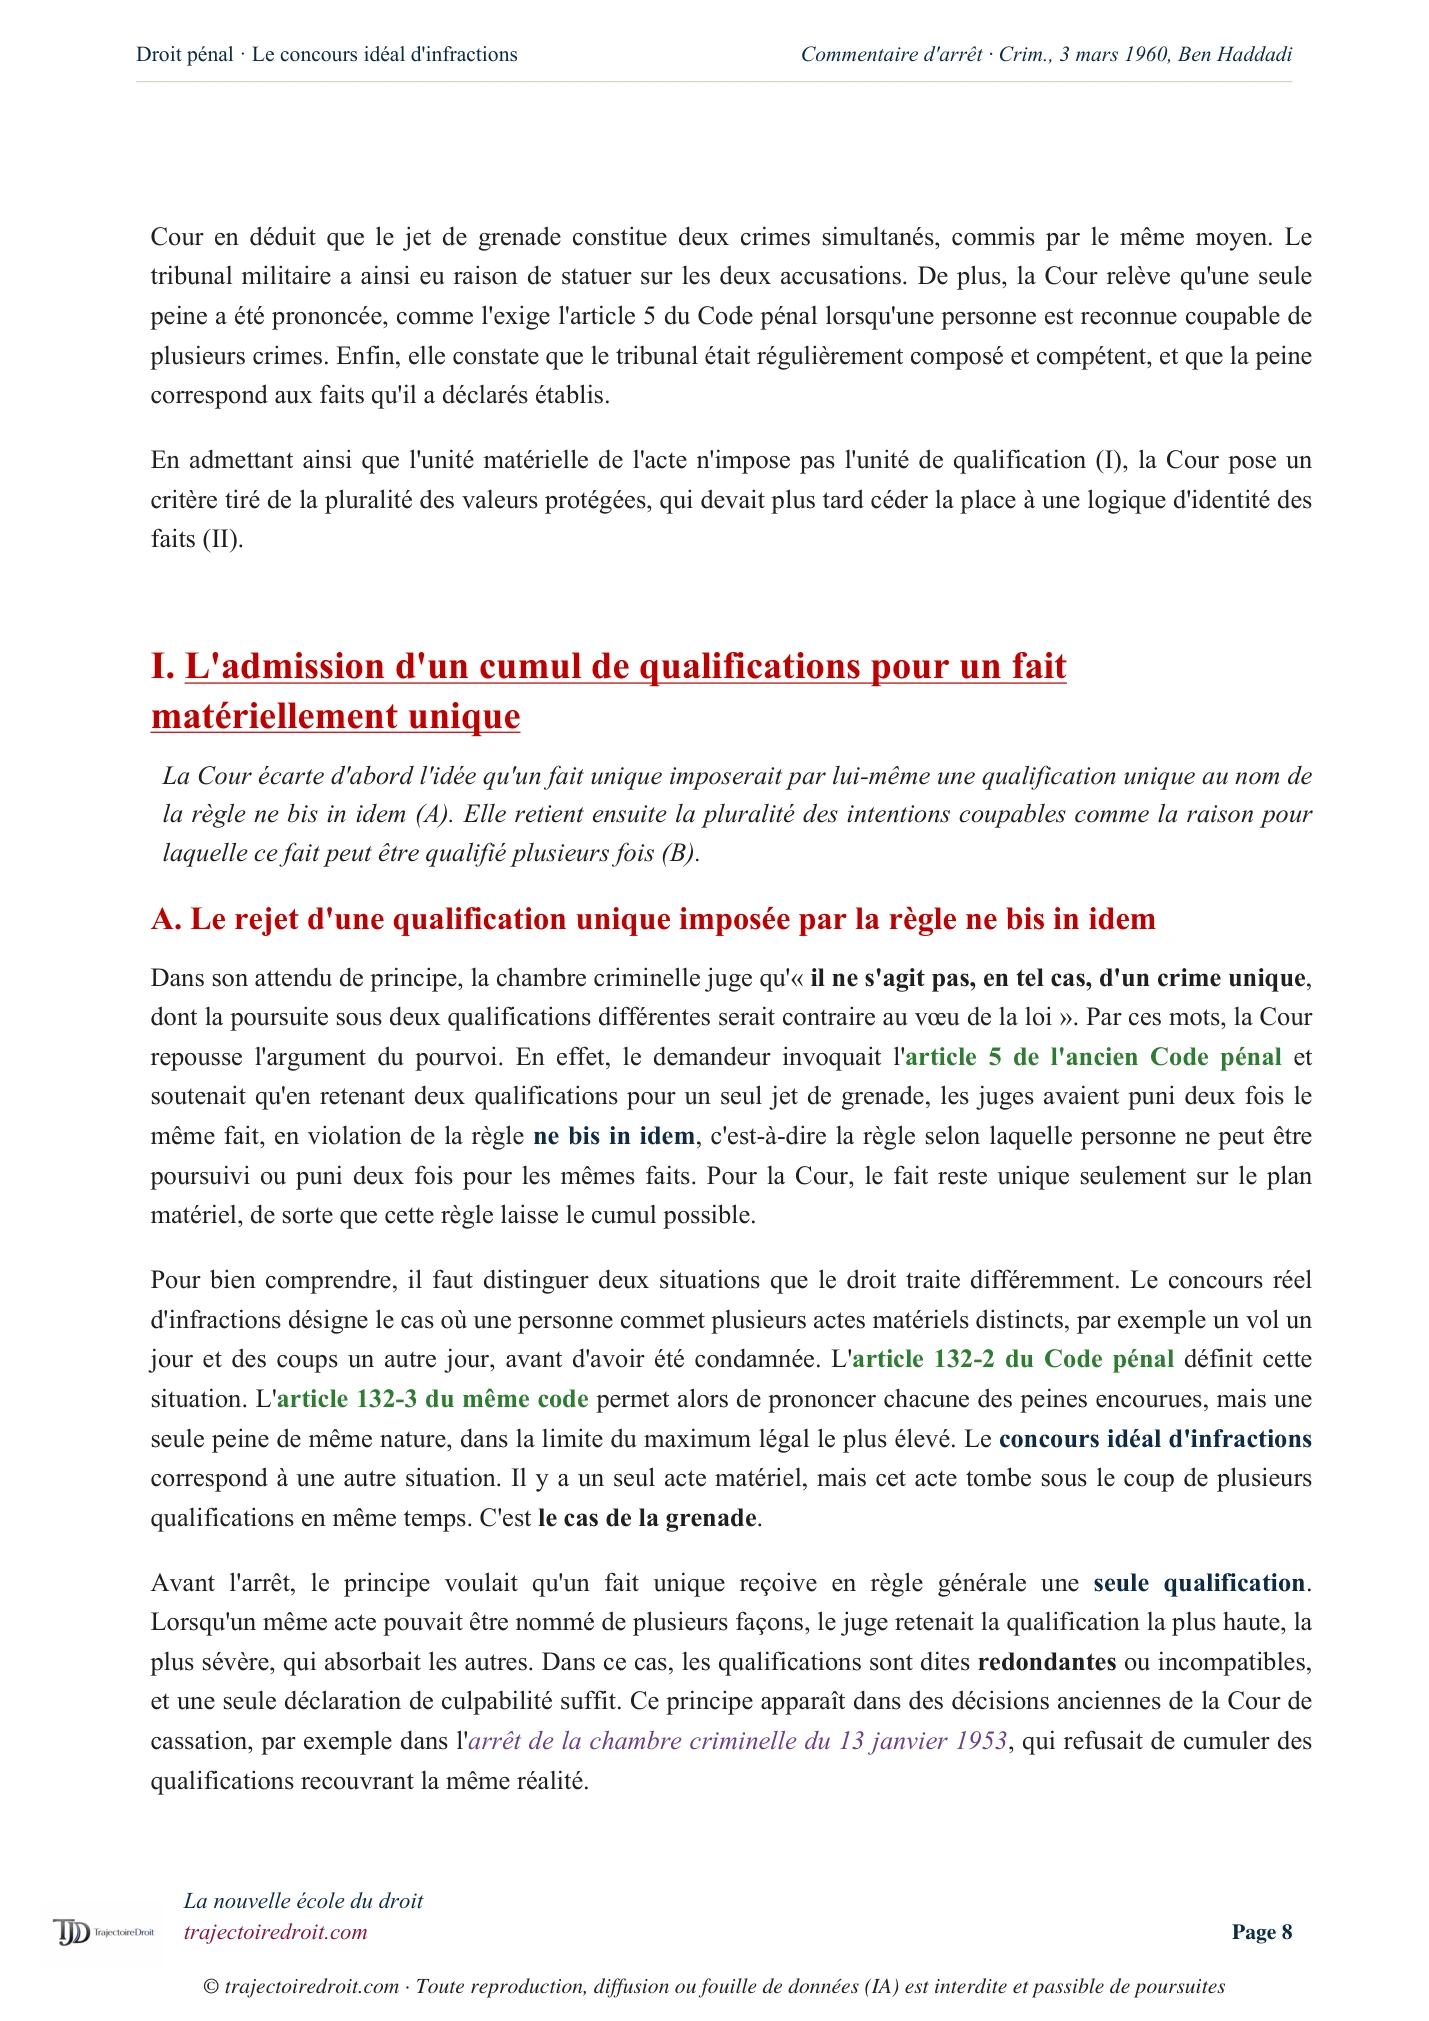 Droit pénal · Le concours idéal d'infractions
Commentaire d'arrêt · Crim., 3 mars 1960, Ben Haddadi
Cour en déduit que le jet de grenade constitue deux crimes simultanés, commis par le même moyen. Le
tribunal militaire a ainsi eu raison de statuer sur les deux accusations. De plus, la Cour relève qu'une seule
peine a été prononcée, comme l'exige l'article 5 du Code pénal lorsqu'une personne est reconnue coupable de
plusieurs crimes. Enfin, elle constate que le tribunal était régulièrement composé et compétent, et que la peine
correspond aux faits qu'il a déclarés établis.
En admettant ainsi que l'unité matérielle de l'acte n'impose pas l'unité de qualification (I), la Cour pose un
critère tiré de la pluralité des valeurs protégées, qui devait plus tard céder la place à une logique d'identité des
faits (II).
I. L'admission d'un cumul de qualifications pour un fait
matériellement unique
La Cour écarte d'abord l'idée qu'un fait unique imposerait par lui-même une qualification unique au nom de
la règle ne bis in idem (A). Elle retient ensuite la pluralité des intentions coupables comme la raison pour
laquelle ce fait peut être qualifié plusieurs fois (B).
A. Le rejet d'une qualification unique imposée par la règle ne bis in idem
Dans son attendu de principe, la chambre criminelle juge qu'« il ne s'agit pas, en tel cas, d'un crime unique,
dont la poursuite sous deux qualifications différentes serait contraire au vœu de la loi ». Par ces mots, la Cour
repousse l'argument du pourvoi. En effet, le demandeur invoquait l'article 5 de l'ancien Code pénal et
soutenait qu'en retenant deux qualifications pour un seul jet de grenade, les juges avaient puni deux fois le
même fait, en violation de la règle ne bis in idem, c'est-à-dire la règle selon laquelle personne ne peut être
poursuivi ou puni deux fois pour les mêmes faits. Pour la Cour, le fait reste unique seulement sur le plan
matériel, de sorte que cette règle laisse le cumul possible.
Pour bien comprendre, il faut distinguer deux situations que le droit traite différemment. Le concours réel
d'infractions désigne le cas où une personne commet plusieurs actes matériels distincts, par exemple un vol un
jour et des coups un autre jour, avant d'avoir été condamnée. L'article 132-2 du Code pénal définit cette
situation. L'article 132-3 du même code permet alors de prononcer chacune des peines encourues, mais une
seule peine de même nature, dans la limite du maximum légal le plus élevé. Le concours idéal d'infractions
correspond à une autre situation. Il y a un seul acte matériel, mais cet acte tombe sous le coup de plusieurs
qualifications en même temps. C'est le cas de la grenade.
Avant l'arrêt, le principe voulait qu'un fait unique reçoive en règle générale une seule qualification.
Lorsqu'un même acte pouvait être nommé de plusieurs façons, le juge retenait la qualification la plus haute, la
plus sévère, qui absorbait les autres. Dans ce cas, les qualifications sont dites redondantes ou incompatibles,
et une seule déclaration de culpabilité suffit. Ce principe apparaît dans des décisions anciennes de la Cour de
cassation, par exemple dans l'arrêt de la chambre criminelle du 13 janvier 1953, qui refusait de cumuler des
qualifications recouvrant la même réalité.
La nouvelle école du droit
TJD TrajectoireDroit
trajectoiredroit.com
Page 8
© trajectoiredroit.com · Toute reproduction, diffusion ou fouille de données (IA) est interdite et passible de poursuites